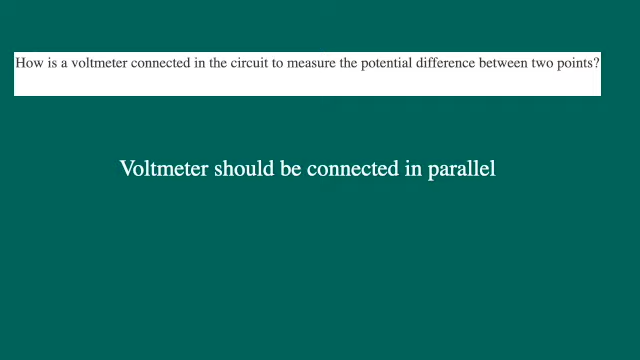 How is a voltmeter connected in the circuit to measure the potential difference between two points?
Voltmeter should be connected in parallel